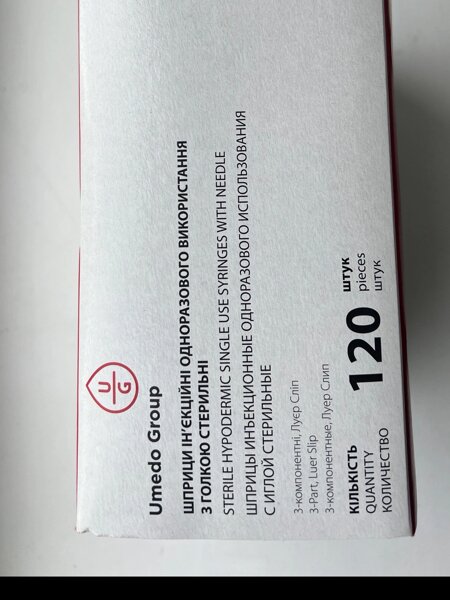 UG
Umedo Group
ШПРИЦИ ІН'ЄКЦІЙНІ ОДНОРАЗОВОГО ВИКОРИСТАННЯ
З ГОЛКОЮ СТЕРИЛЬНІ
STERILE HYPODERMIC SINGLE USE SYRINGES WITH NEEDLE
ШПРИЦЫ ИНЪЕКЦИОННЫЕ ОДНОРАЗОВОГО ИСПОЛЬЗОВАНИЯ
С ИГЛОЙ СТЕРИЛЬНЫЕ
3-компонентні, Луєр Сліп
3-Part, Luer Slip
3-компонентные, Луер Слип
КІЛЬКІСТЬ
QUANTITY
КОЛИЧЕСТВО
120
штук
pieces
штук